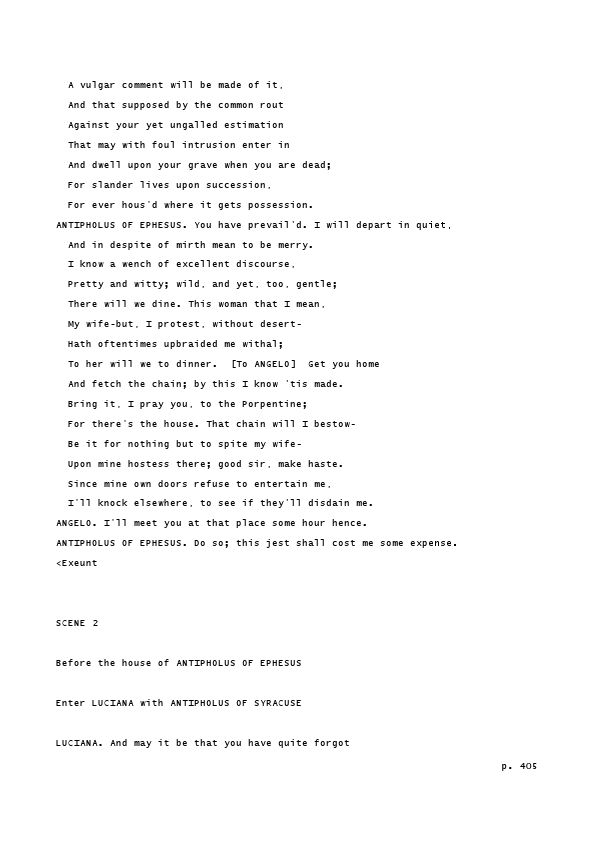 A vulgar comment will be made of it,
And that supposed by the common rout
Against your yet ungalled estimation
That may with foul intrusion enter in
And dwell upon your grave when you are dead;
For slander lives upon succession,
For ever hous'd where it gets possession.
ANTIPHOLUS OF EPHESUS. You have prevail'd. I will depart in quiet,
And in despite of mirth mean to be merry.
I know a wench of excellent discourse,
Pretty and witty; wild, and yet, too, gentle;
There will we dine. This woman that I mean,
My wife-but, I protest, without desert-
Hath oftentimes upbraided me withal;
To her will we to dinner.  [To ANGELO]  Get you home
And fetch the chain; by this I know 'tis made.
Bring it, I pray you, to the Porpentine;
For there's the house. That chain will I bestow-
Be it for nothing but to spite my wife-
Upon mine hostess there; good sir, make haste.
Since mine own doors refuse to entertain me,
I'll knock elsewhere, to see if they'll disdain me.
ANGELO. I'll meet you at that place some hour hence.
ANTIPHOLUS OF EPHESUS. Do so; this jest shall cost me some expense.
<Exeunt
SCENE 2
Before the house of ANTIPHOLUS OF EPHESUS
Enter LUCIANA with ANTIPHOLUS OF SYRACUSE
LUCIANA. And may it be that you have quite forgot
p. 405